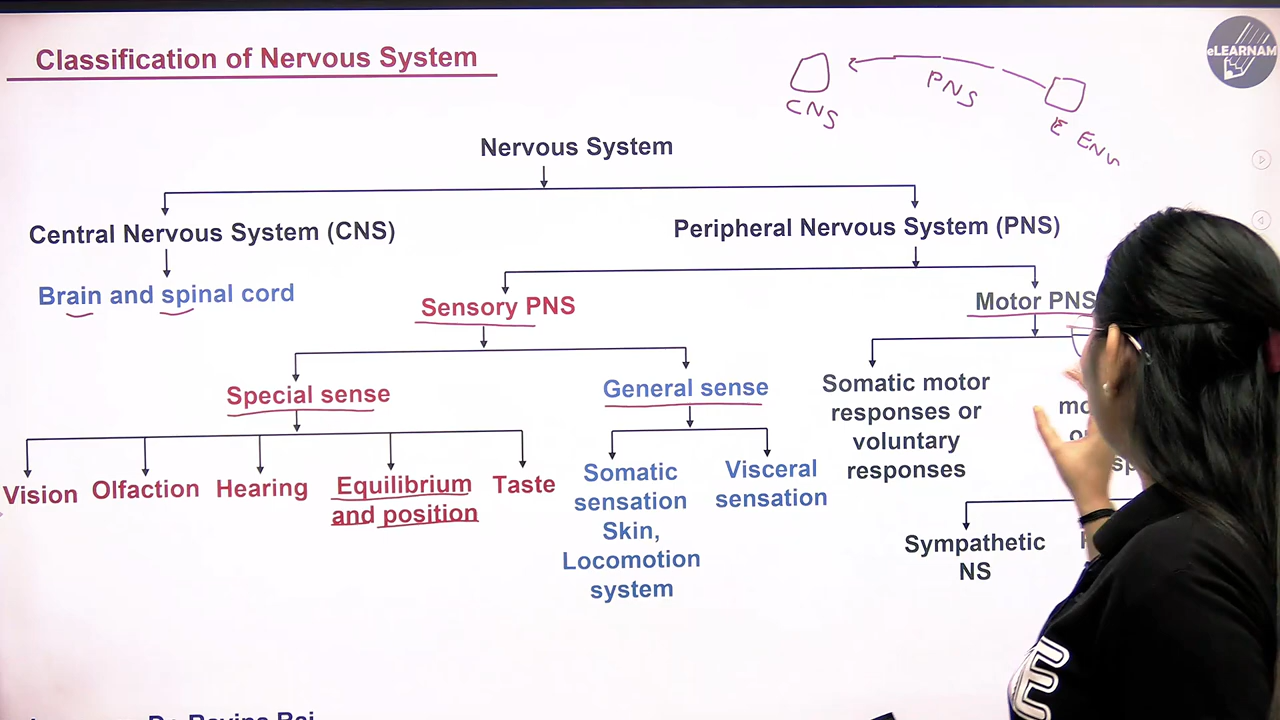 Classification of Nervous System
eLEARNAM
CNS
PNS
E Env
Nervous System
Central Nervous System (CNS)
Peripheral Nervous System (PNS)
Brain and spinal cord
Sensory PNS
Motor PNS
Special sense
General sense
Somatic motor
responses or
voluntary
responses
Vision
Olfaction
Hearing
Equilibrium
and position
Taste
Somatic
sensation
Skin,
Locomotion
system
Visceral
sensation
Sympathetic
NS